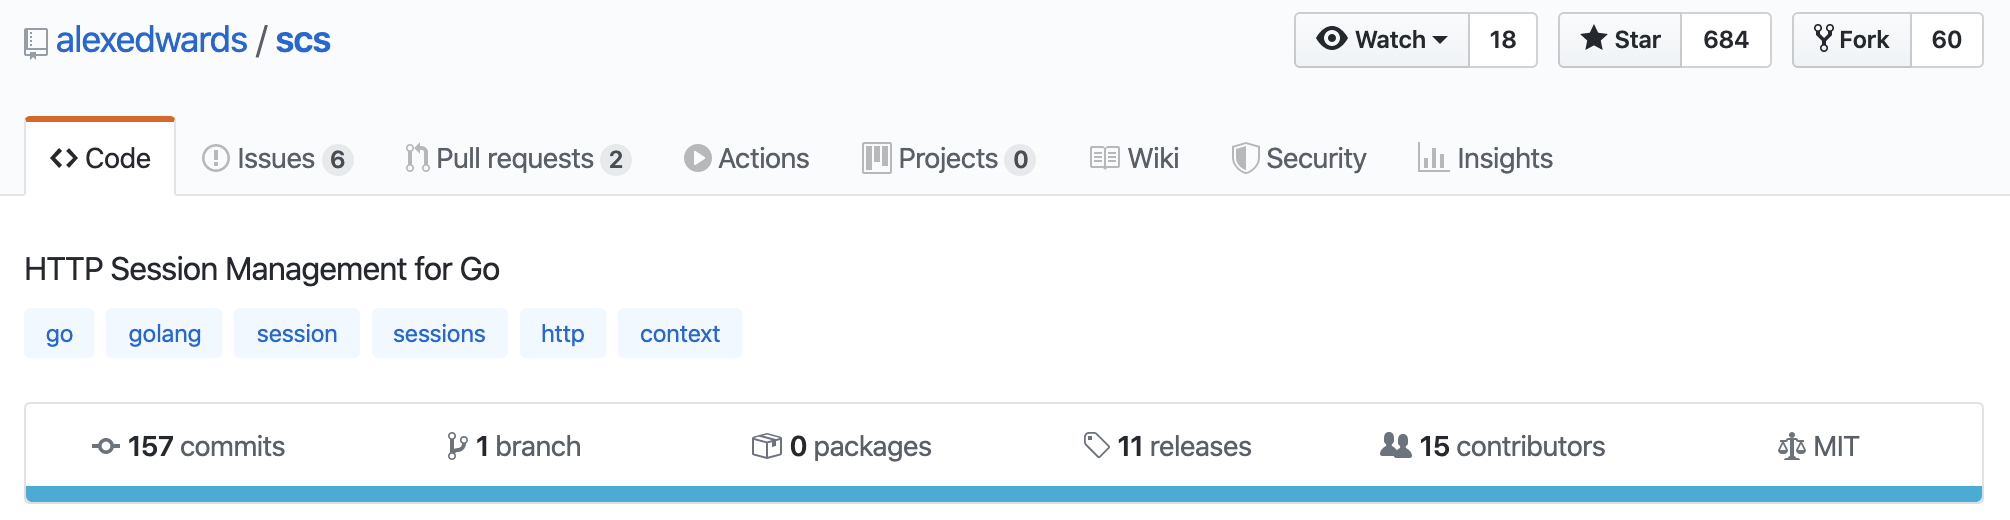 alexedwards / scs Watch 18 Star 684 Fork 60
Code Issues 6 Pull requests 2 Actions Projects 0 Wiki Security Insights
HTTP Session Management for Go
go golang session sessions http context
157 commits 1 branch 0 packages 11 releases 15 contributors MIT